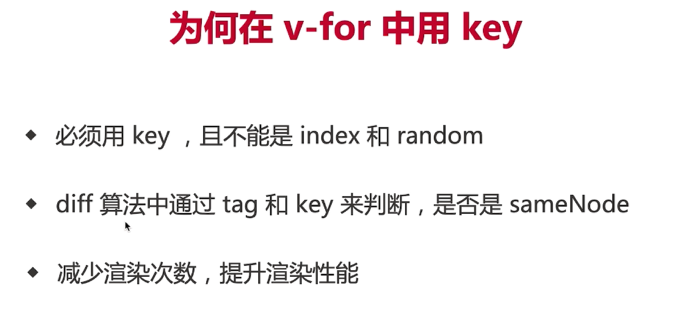 为何在 v-for 中用 key
◆ 必须用 key ，且不能是 index 和 random
◆ diff 算法中通过 tag 和 key 来判断，是否是 sameNode
◆ 减少渲染次数，提升渲染性能